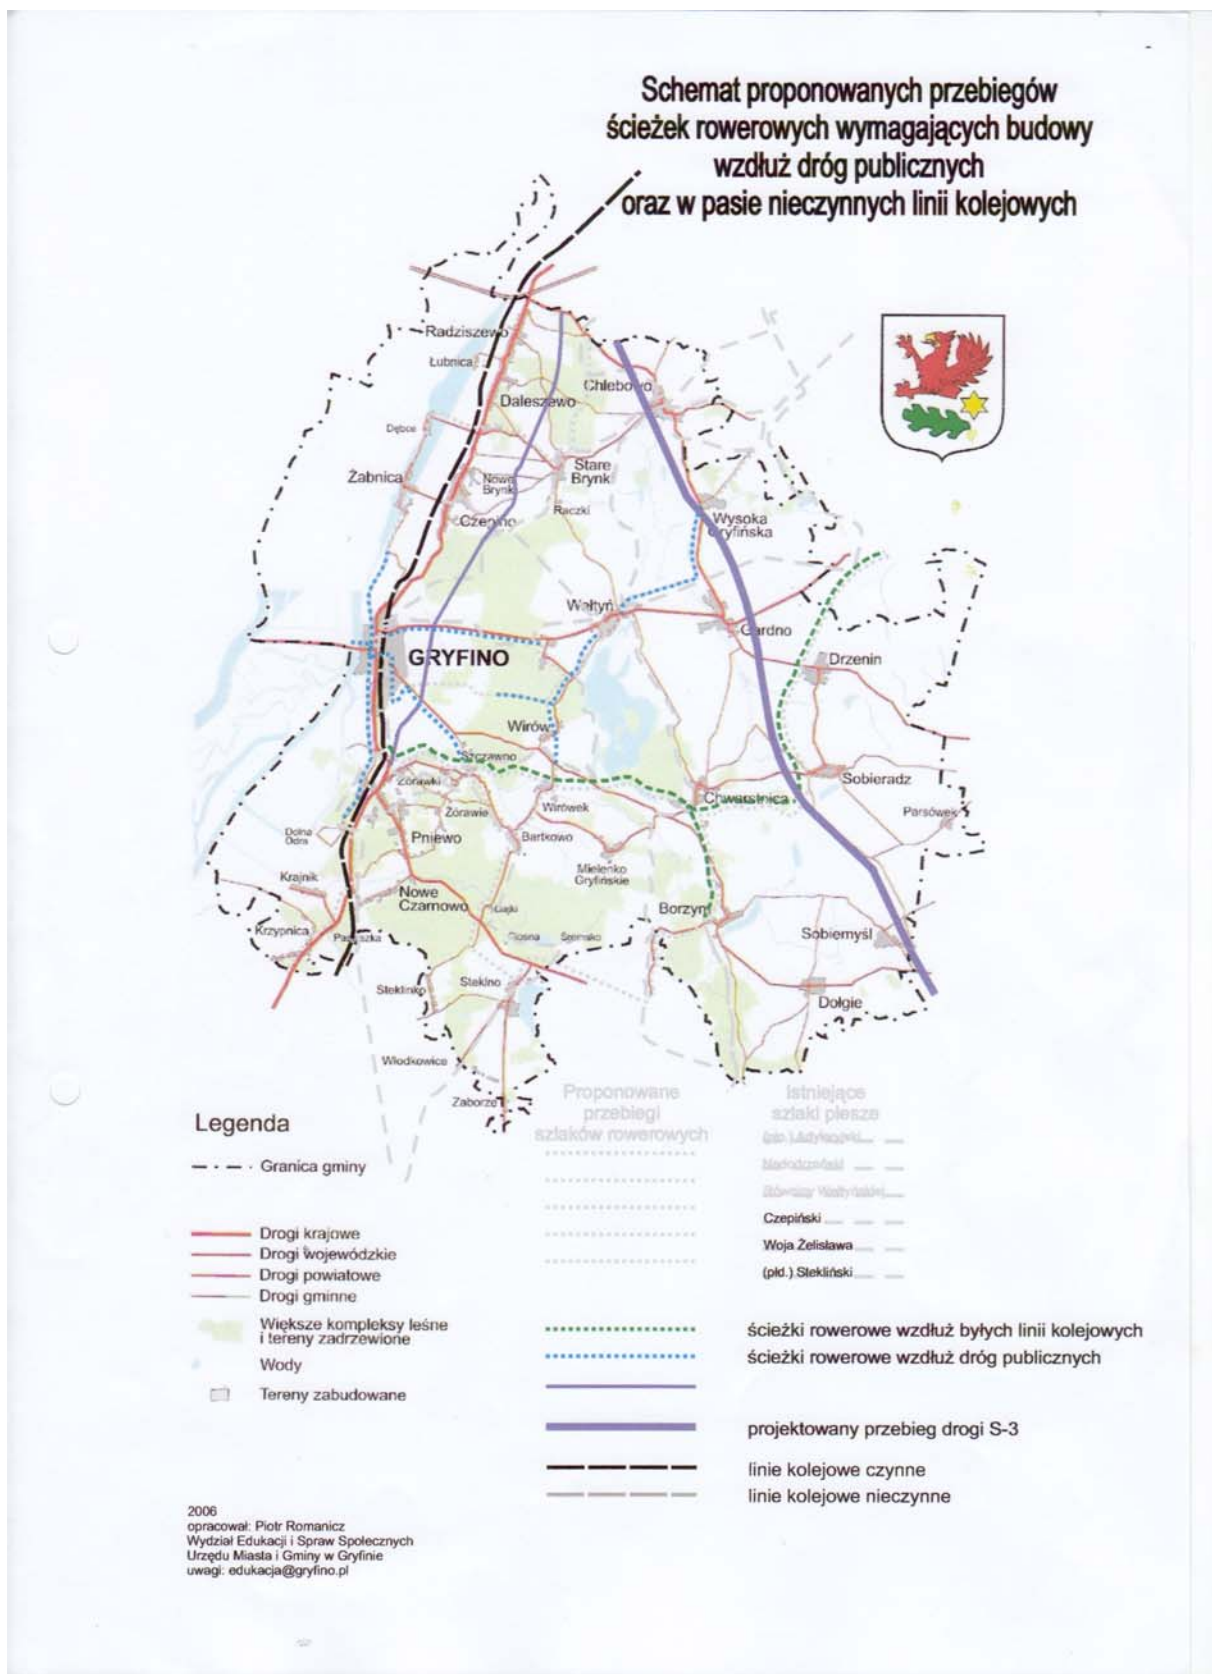 Schemat proponowanych przebiegów
ścieżek rowerowych wymagających budowy
wzdłuż dróg publicznych
oraz w pasie nieczynnych linii kolejowych
Radziszewo
Łubnica
Chlebowo
Daleszewo
Dębce
Żabnica
Stare
Brynk
Nowe
Brynk
Raczki
Czepino
Wysoka
Gryfińska
Wełtyń
Gardno
GRYFINO
Drzenin
Wirów
Szczawno
Żórawki
Sobieradz
Chwarstnica
Żórawie
Wirówek
Parsówek
Dolna
Odra
Pniewo
Bartkowo
Mielenko
Gryfińskie
Krajnik
Nowe
Czarnowo
Gajki
Borzym
Krzypnica
Pastuszka
Sobiemyśl
Steklinko
Steklno
Dołgie
Włodkowice
Zaborze
Proponowane
przebiegi
szlaków rowerowych
Istniejące
szlaki piesze
Legenda
Granica gminy
Czepiński
Woja Żelisława
(płd.) Stekliński
Drogi krajowe
Drogi wojewódzkie
Drogi powiatowe
Drogi gminne
Większe kompleksy leśne
i tereny zadrzewione
Wody
Tereny zabudowane
ścieżki rowerowe wzdłuż byłych linii kolejowych
ścieżki rowerowe wzdłuż dróg publicznych
projektowany przebieg drogi S-3
linie kolejowe czynne
linie kolejowe nieczynne
2006
opracował: Piotr Romanicz
Wydział Edukacji i Spraw Społecznych
Urzędu Miasta i Gminy w Gryfinie
uwagi: edukacja@gryfino.pl